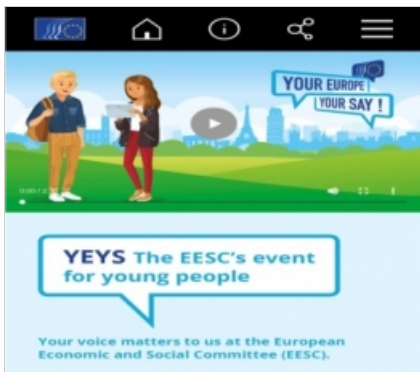 YOUR EUROPE
YOUR SAY !
YEYS The EESC's event
for young people
Your voice matters to us at the European
Economic and Social Committee (EESC).